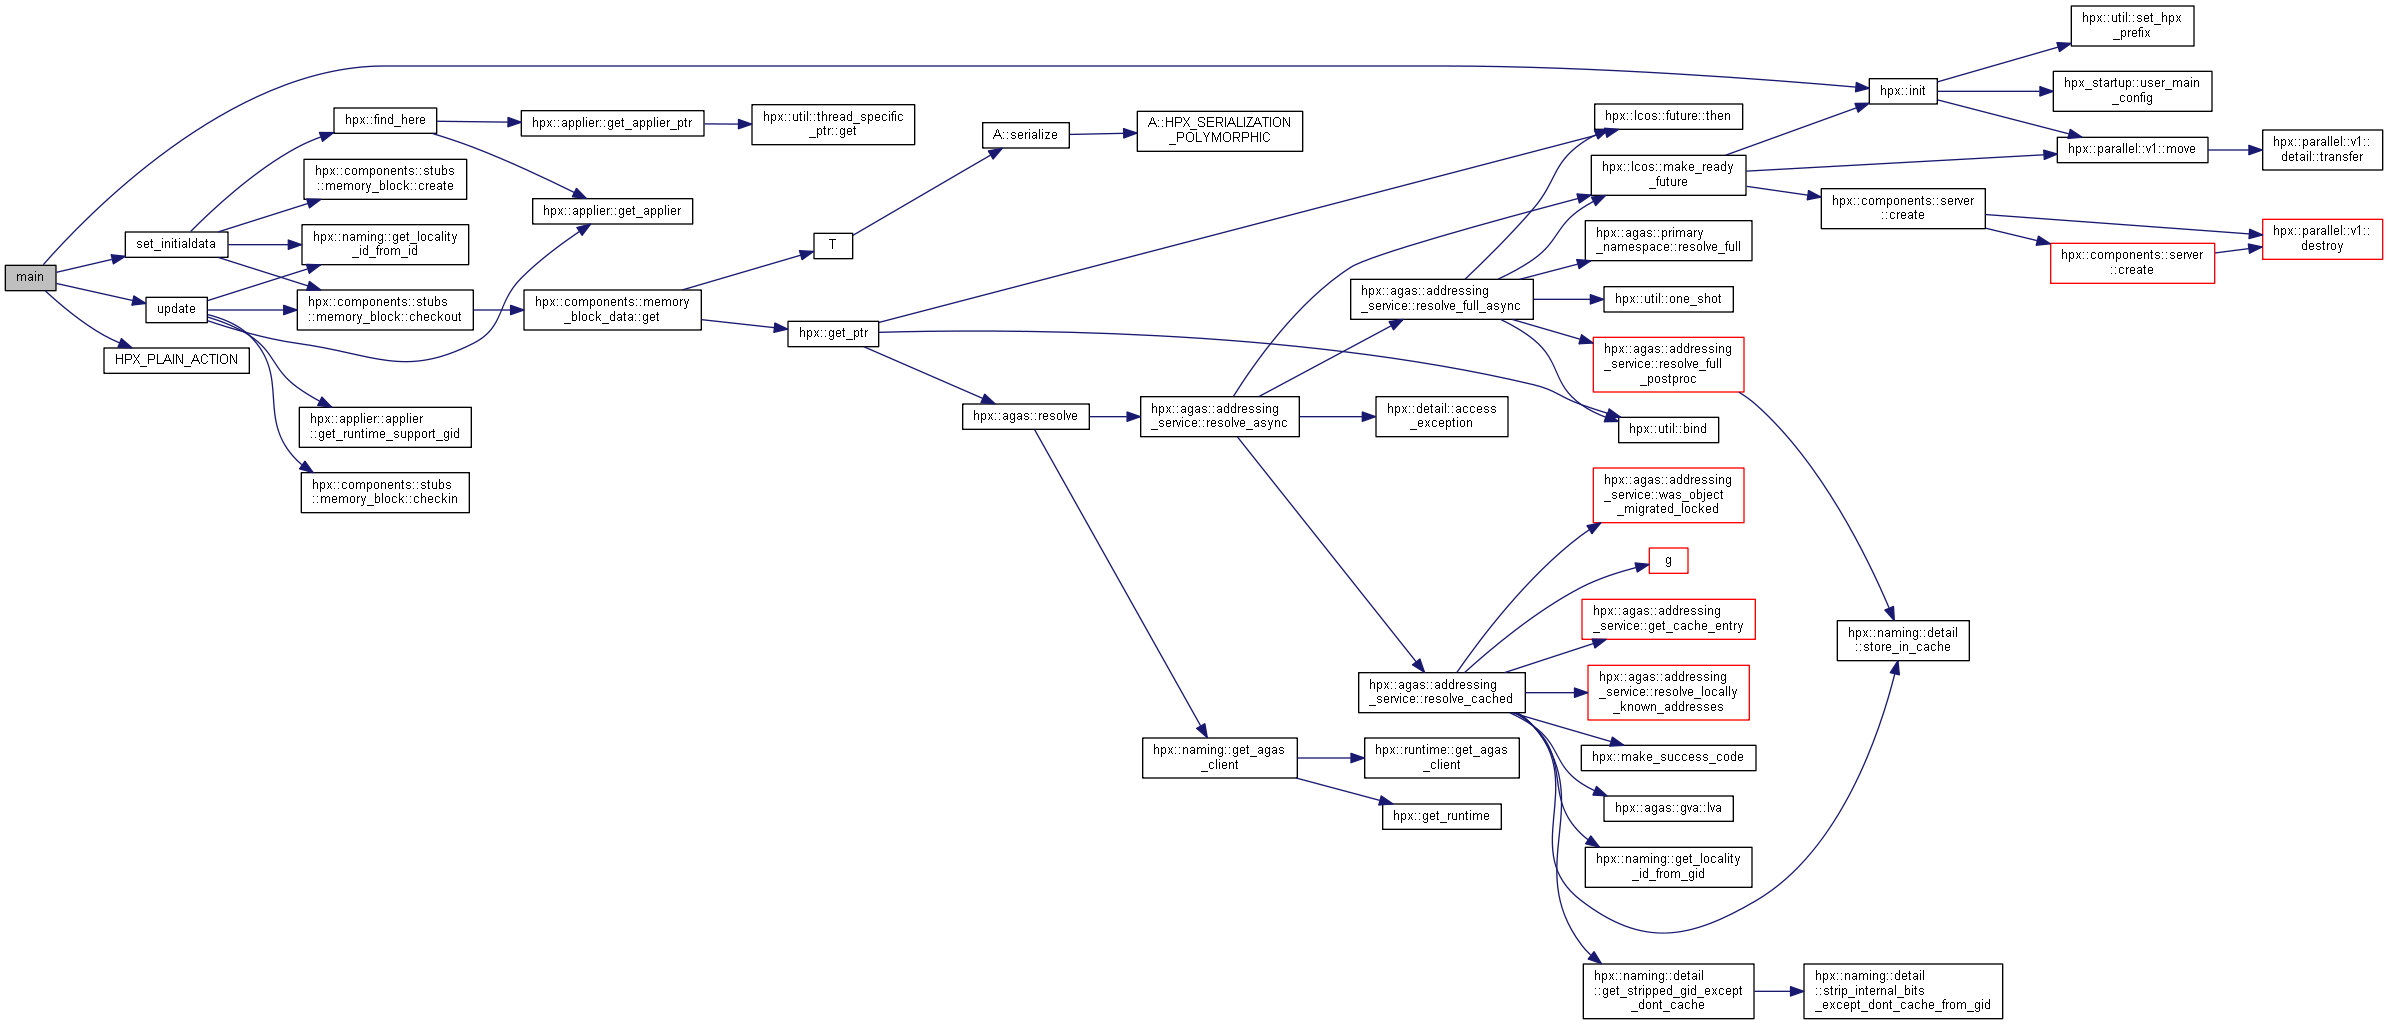 main
set_initialdata
update
HPX_PLAIN_ACTION
hpx::find_here
hpx::components::stubs
::memory_block::create
hpx::naming::get_locality
_id_from_id
hpx::components::stubs
::memory_block::checkout
hpx::applier::applier
::get_runtime_support_gid
hpx::components::stubs
::memory_block::checkin
hpx::applier::get_applier_ptr
hpx::applier::get_applier
hpx::components::memory
_block_data::get
hpx::util::thread_specific
_ptr::get
T
hpx::get_ptr
A::serialize
hpx::agas::resolve
A::HPX_SERIALIZATION
_POLYMORPHIC
hpx::agas::addressing
_service::resolve_async
hpx::naming::get_agas
_client
hpx::agas::addressing
_service::resolve_full_async
hpx::detail::access
_exception
hpx::agas::addressing
_service::resolve_cached
hpx::runtime::get_agas
_client
hpx::get_runtime
hpx::lcos::future::then
hpx::lcos::make_ready
_future
hpx::agas::primary
_namespace::resolve_full
hpx::util::one_shot
hpx::agas::addressing
_service::resolve_full
_postproc
hpx::util::bind
hpx::agas::addressing
_service::was_object
_migrated_locked
g
hpx::agas::addressing
_service::get_cache_entry
hpx::agas::addressing
_service::resolve_locally
_known_addresses
hpx::make_success_code
hpx::agas::gva::lva
hpx::naming::get_locality
_id_from_gid
hpx::naming::detail
::get_stripped_gid_except
_dont_cache
hpx::init
hpx::components::server
::create
hpx::naming::detail
::store_in_cache
hpx::naming::detail
::strip_internal_bits
_except_dont_cache_from_gid
hpx::util::set_hpx
_prefix
hpx_startup::user_main
_config
hpx::parallel::v1::move
hpx::components::server
::create
hpx::parallel::v1::
detail::transfer
hpx::parallel::v1::
destroy